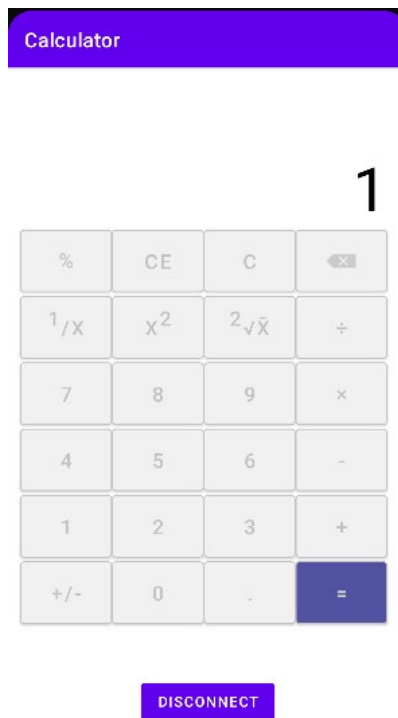 Calculator
1
% CE C
1/X X2 2√x̄ ÷
7 8 9 ×
4 5 6 -
1 2 3 +
+/- 0 . =
DISCONNECT